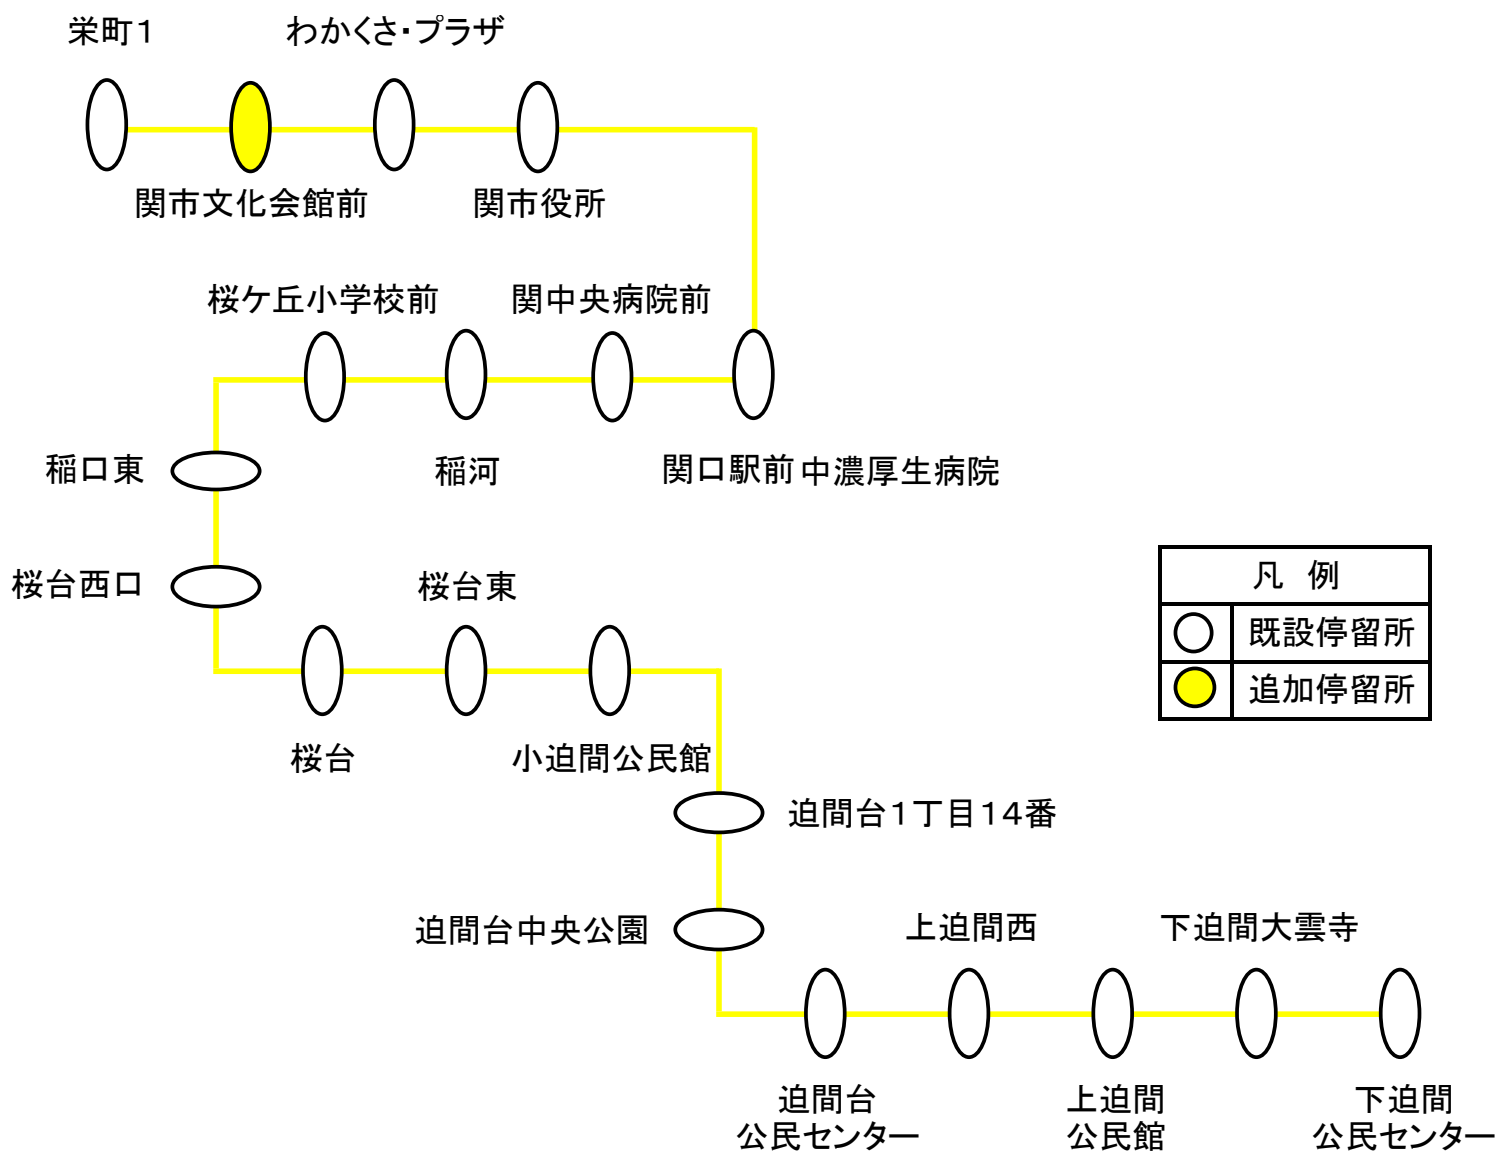 栄町１
わかくさ・プラザ
関市文化会館前
関市役所
桜ケ丘小学校前
関中央病院前
稲口東
稲河
関口駅前 中濃厚生病院
桜台西口
桜台東
凡 例
既設停留所
追加停留所
桜台
小迫間公民館
迫間台１丁目１４番
迫間台中央公園
上迫間西
下迫間大雲寺
迫間台
公民センター
上迫間
公民館
下迫間
公民センター